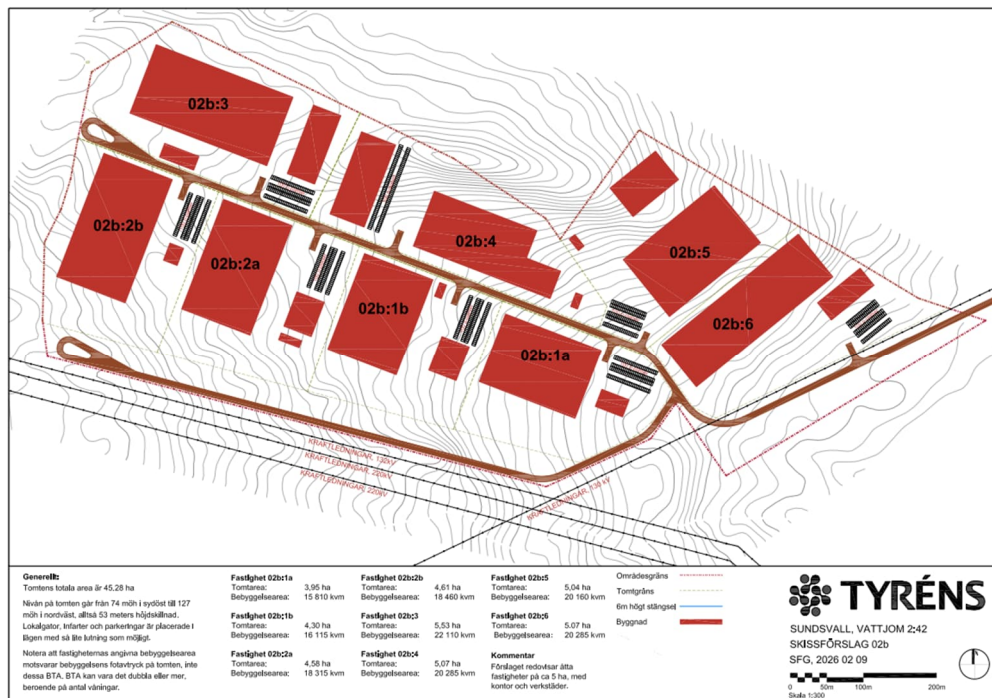 02b:3
02b:2b
02b:2a
02b:4
02b:5
02b:1b
02b:6
02b:1a
KRAFTLEDNINGAR, 132kV
KRAFTLEDNINGAR, 220kV
KRAFTLEDNINGAR, 220kV
KRAFTLEDNINGAR, 130 kV
Generellt:
Tomtens totala area är 45,28 ha
Nivån på tomten går från 74 möh i sydöst till 127
möh i nordväst, alltså 53 meters höjdskillnad.
Lokalgator, infarter och parkeringar är placerade i
lägen med så lite lutning som möjligt.
Notera att fastigheternas angivna bebyggelsearea
motsvarar bebyggelsens fotavtryck på tomten, inte
dessa BTA. BTA kan vara det dubbla eller mer,
beroende på antal våningar.
Fastighet 02b:1a
Tomtarea: 3,95 ha
Bebyggelsearea: 15 810 kvm
Fastighet 02b:1b
Tomtarea: 4,30 ha
Bebyggelsearea: 16 115 kvm
Fastighet 02b:2a
Tomtarea: 4,58 ha
Bebyggelsearea: 18 315 kvm
Fastighet 02b:2b
Tomtarea: 4,61 ha
Bebyggelsearea: 18 460 kvm
Fastighet 02b:3
Tomtarea: 5,53 ha
Bebyggelsearea: 22 110 kvm
Fastighet 02b:4
Tomtarea: 5,07 ha
Bebyggelsearea: 20 285 kvm
Fastighet 02b:5
Tomtarea: 5,04 ha
Bebyggelsearea: 20 160 kvm
Fastighet 02b:6
Tomtarea: 5,07 ha
Bebyggelsearea: 20 285 kvm
Kommentar
Förslaget redovisar åtta
fastigheter på ca 5 ha, med
kontor och verkstäder.
Områdesgräns
Tomtgräns
6m högt stängsel
Byggnad
TYRÉNS
SUNDSVALL, VATTJOM 2:42
SKISSFÖRSLAG 02b
SFG, 2026 02 09
0 50m 100m 200m
Skala 1:300